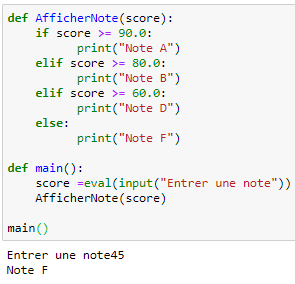 def AfficherNote(score):
    if score >= 90.0:
          print("Note A")
    elif score >= 80.0:
          print("Note B")
    elif score >= 60.0:
          print("Note D")
    else:
          print("Note F")
def main():
    score =eval(input("Entrer une note"))
    AfficherNote(score)
main()
Entrer une note45
Note F